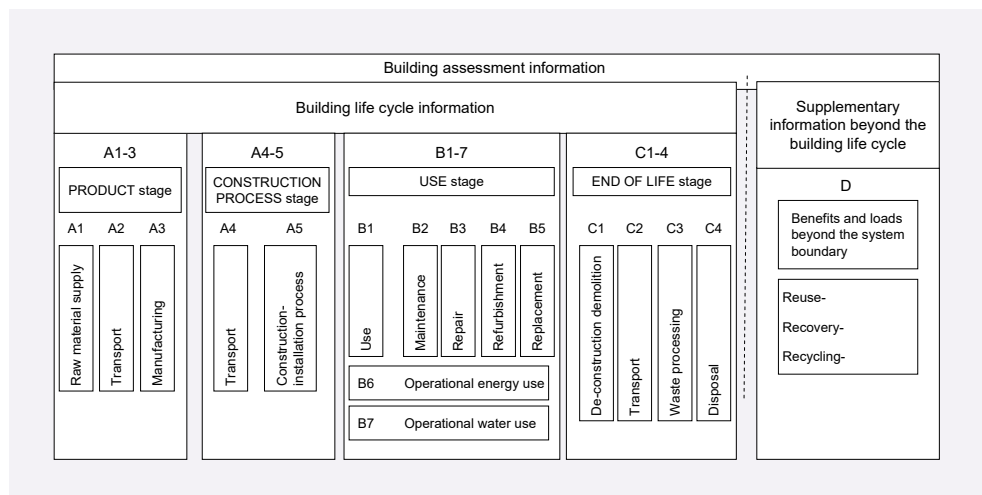 Building assessment information
Building life cycle information
Supplementary
information beyond the
building life cycle
A1-3
PRODUCT stage
A1
A2
A3
Raw material supply
Transport
Manufacturing
A4-5
CONSTRUCTION
PROCESS stage
A4
A5
Transport
Construction-
installation process
B1-7
USE stage
B1
B2
B3
B4
B5
Use
Maintenance
Repair
Refurbishment
Replacement
B6 Operational energy use
B7 Operational water use
C1-4
END OF LIFE stage
C1
C2
C3
C4
De-construction demolition
Transport
Waste processing
Disposal
D
Benefits and loads
beyond the system
boundary
Reuse-
Recovery-
Recycling-